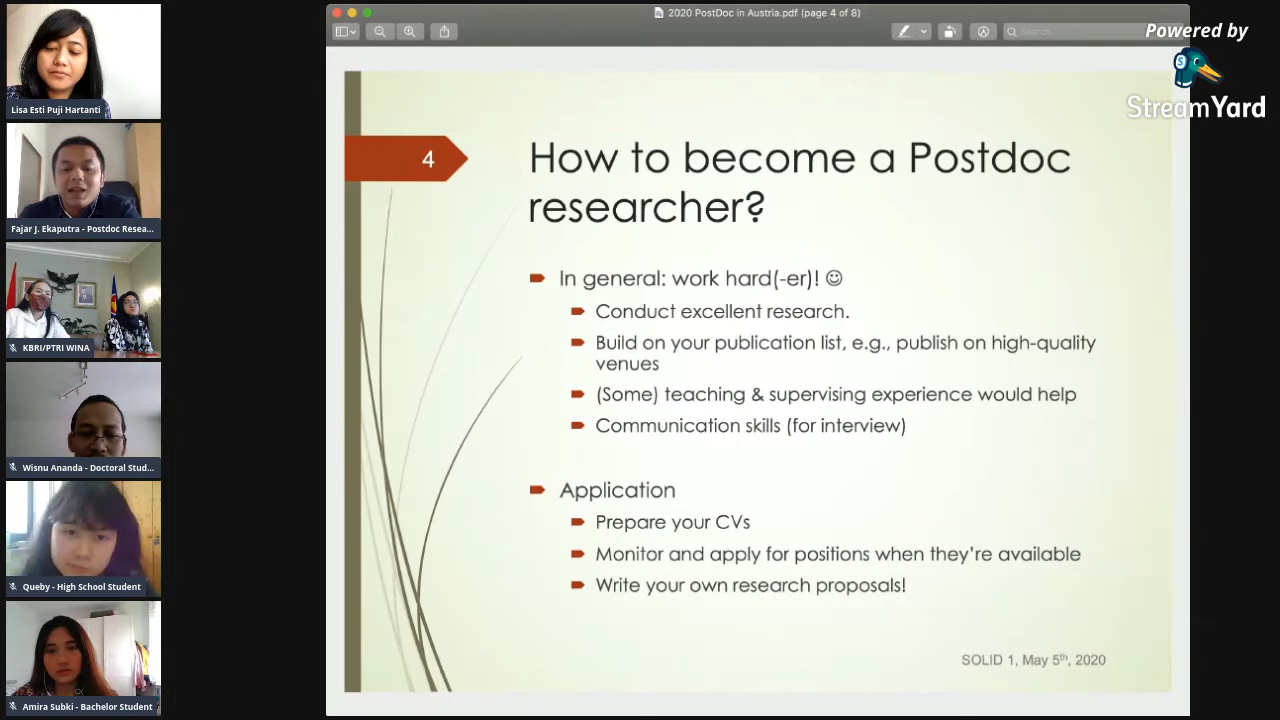 Lisa Esti Puji Hartanti
Fajar J. Ekaputra - Postdoc Resea...
KBRI/PTRI WINA
Wisnu Ananda - Doctoral Stud...
Queby - High School Student
Amira Subki - Bachelor Student
2020 PostDoc in Austria.pdf (page 4 of 8)
Search
Powered by
StreamYard
4
How to become a Postdoc
researcher?
In general: work hard(-er)! ☺
Conduct excellent research.
Build on your publication list, e.g., publish on high-quality
venues
(Some) teaching & supervising experience would help
Communication skills (for interview)
Application
Prepare your CVs
Monitor and apply for positions when they're available
Write your own research proposals!
SOLID 1, May 5th, 2020